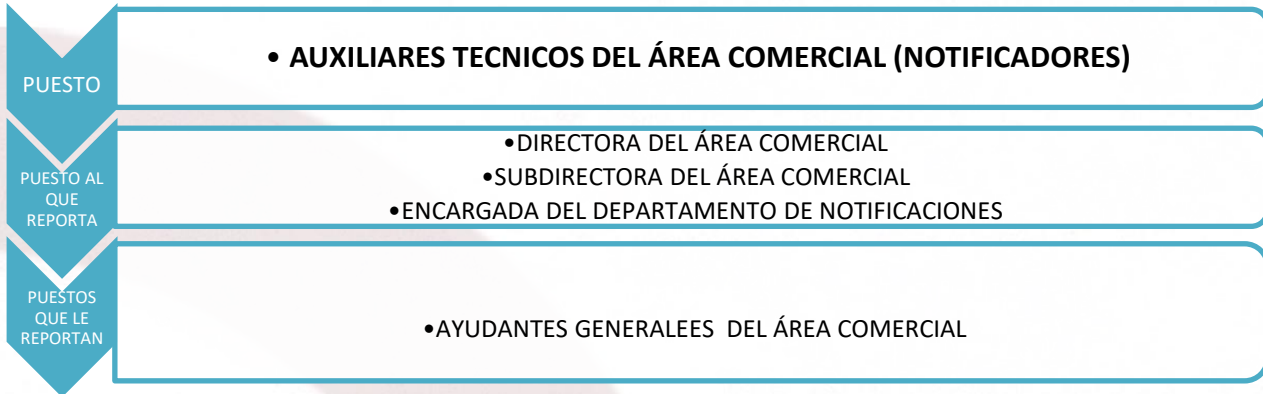 PUESTO
• AUXILIARES TECNICOS DEL ÁREA COMERCIAL (NOTIFICADORES)
PUESTO AL
QUE
REPORTA
•DIRECTORA DEL ÁREA COMERCIAL
•SUBDIRECTORA DEL ÁREA COMERCIAL
•ENCARGADA DEL DEPARTAMENTO DE NOTIFICACIONES
PUESTOS
QUE LE
REPORTAN
•AYUDANTES GENERALEES DEL ÁREA COMERCIAL